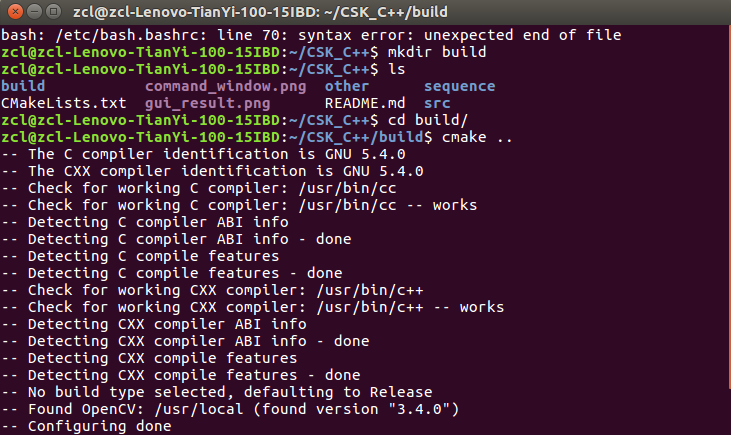 zcl@zcl-Lenovo-TianYi-100-15IBD: ~/CSK_C++/build
bash: /etc/bash.bashrc: line 70: syntax error: unexpected end of file
zcl@zcl-Lenovo-TianYi-100-15IBD:~/CSK_C++$ mkdir build
zcl@zcl-Lenovo-TianYi-100-15IBD:~/CSK_C++$ ls
build           command_window.png  other      sequence
CMakeLists.txt  gui_result.png      README.md  src
zcl@zcl-Lenovo-TianYi-100-15IBD:~/CSK_C++$ cd build/
zcl@zcl-Lenovo-TianYi-100-15IBD:~/CSK_C++/build$ cmake ..
-- The C compiler identification is GNU 5.4.0
-- The CXX compiler identification is GNU 5.4.0
-- Check for working C compiler: /usr/bin/cc
-- Check for working C compiler: /usr/bin/cc -- works
-- Detecting C compiler ABI info
-- Detecting C compiler ABI info - done
-- Detecting C compile features
-- Detecting C compile features - done
-- Check for working CXX compiler: /usr/bin/c++
-- Check for working CXX compiler: /usr/bin/c++ -- works
-- Detecting CXX compiler ABI info
-- Detecting CXX compiler ABI info - done
-- Detecting CXX compile features
-- Detecting CXX compile features - done
-- No build type selected, defaulting to Release
-- Found OpenCV: /usr/local (found version "3.4.0")
-- Configuring done